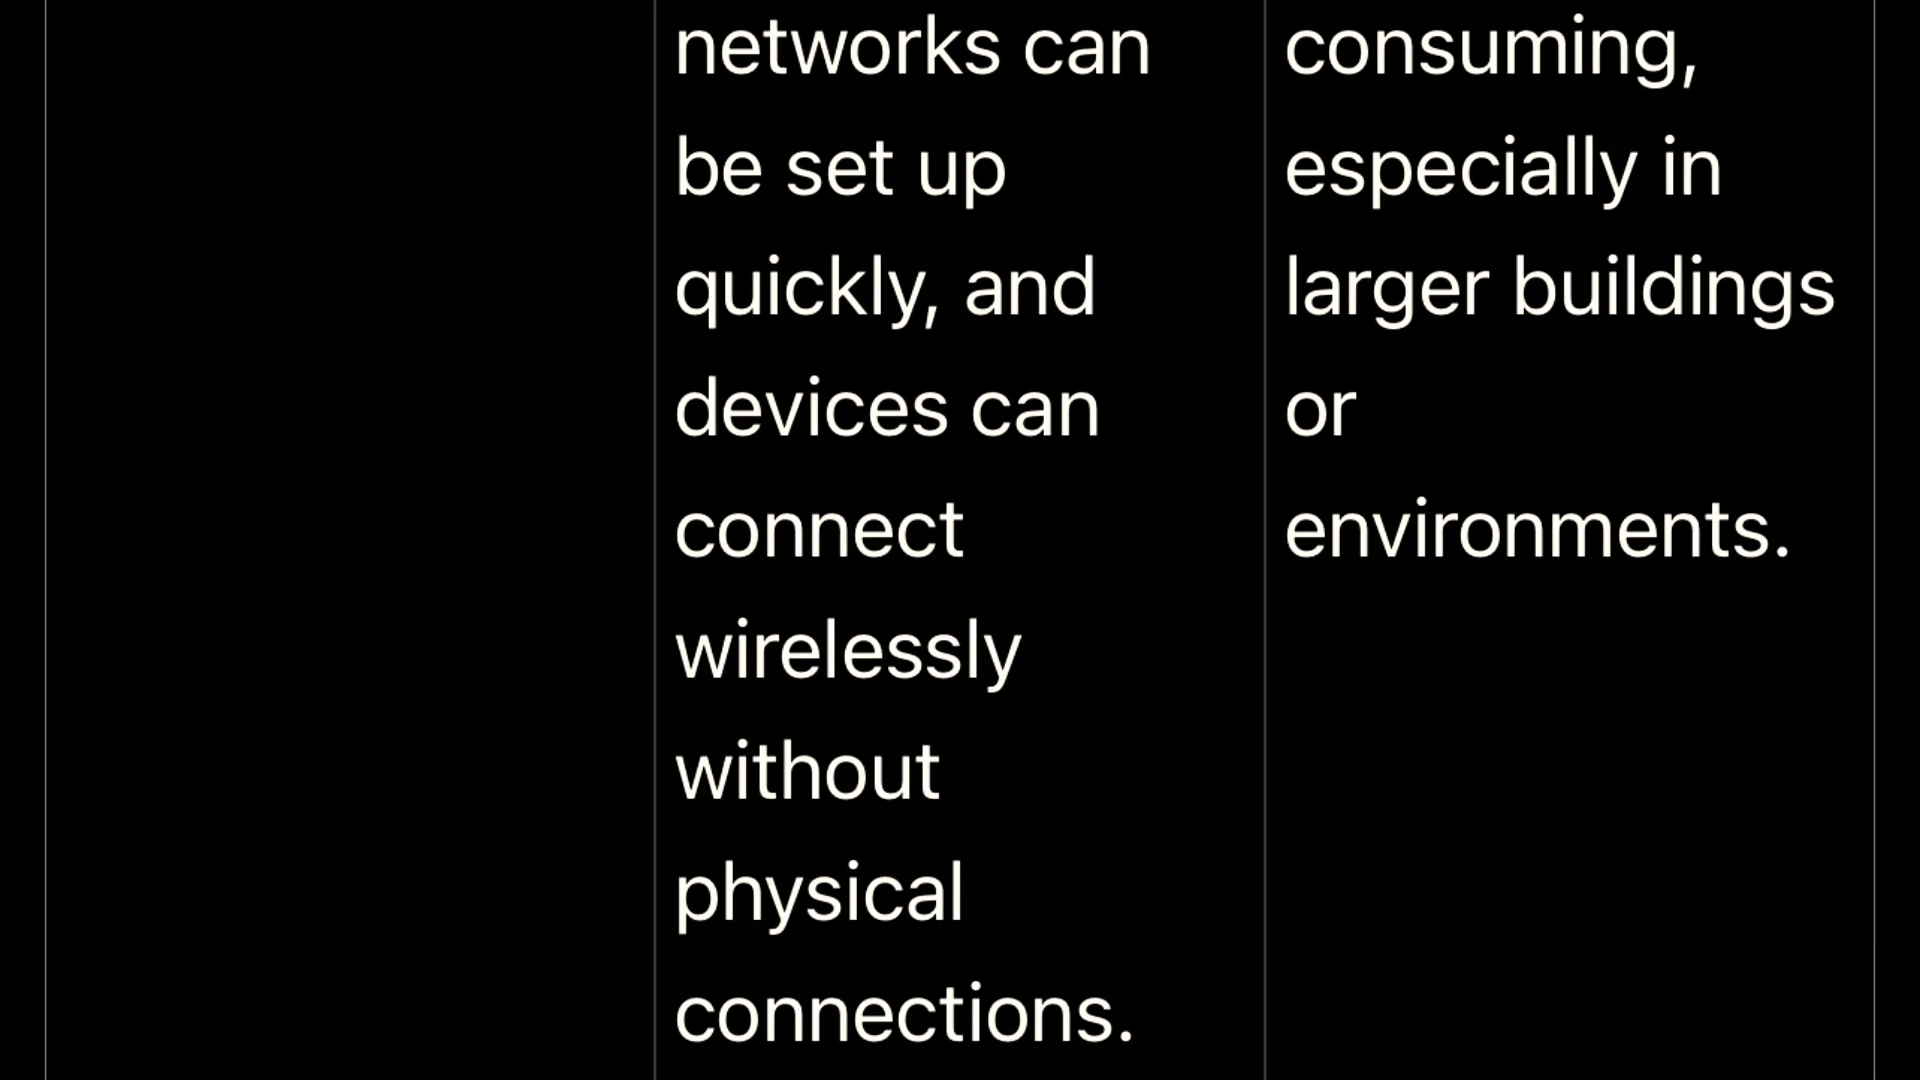 networks can
be set up
quickly, and
devices can
connect
wirelessly
without
physical
connections.
consuming,
especially in
larger buildings
or
environments.